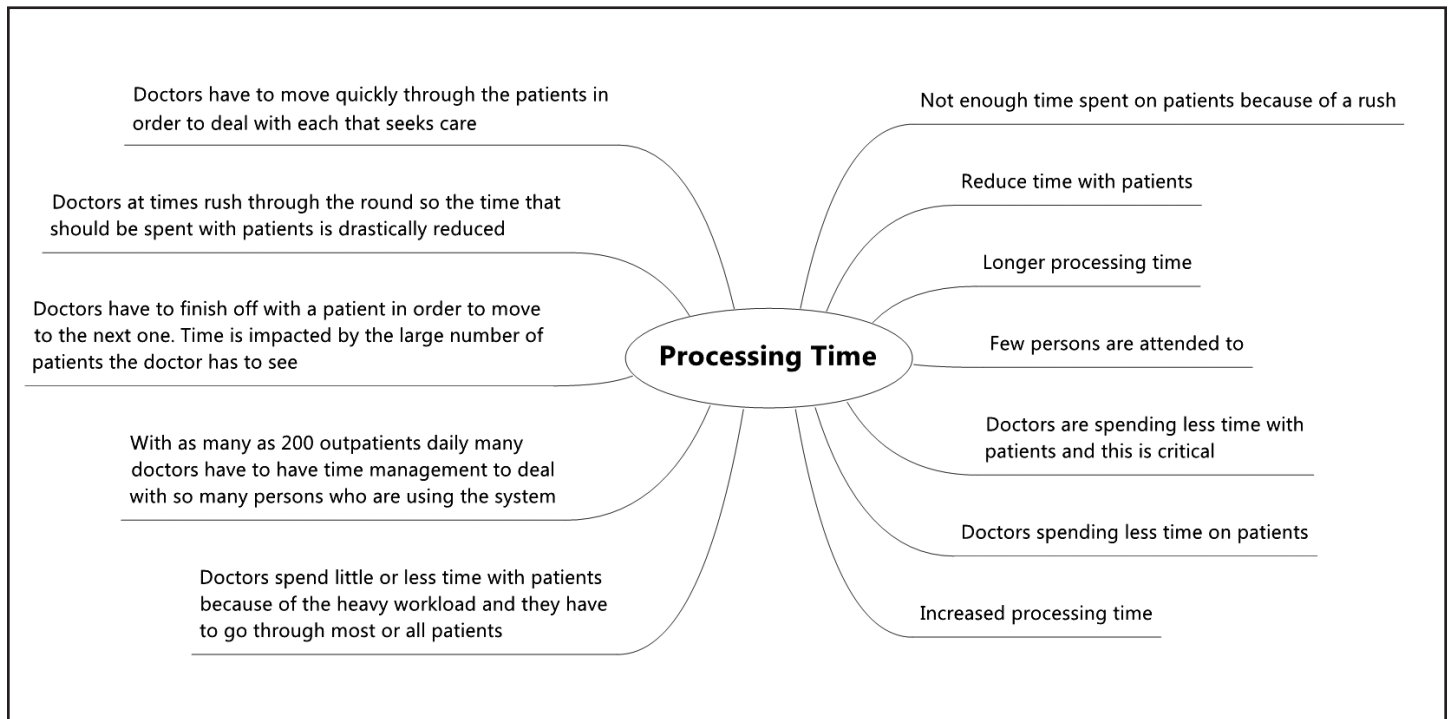 Doctors have to move quickly through the patients in
order to deal with each that seeks care
Doctors at times rush through the round so the time that
should be spent with patients is drastically reduced
Doctors have to finish off with a patient in order to move
to the next one. Time is impacted by the large number of
patients the doctor has to see
With as many as 200 outpatients daily many
doctors have to have time management to deal
with so many persons who are using the system
Doctors spend little or less time with patients
because of the heavy workload and they have
to go through most or all patients
Processing Time
Not enough time spent on patients because of a rush
Reduce time with patients
Longer processing time
Few persons are attended to
Doctors are spending less time with
patients and this is critical
Doctors spending less time on patients
Increased processing time